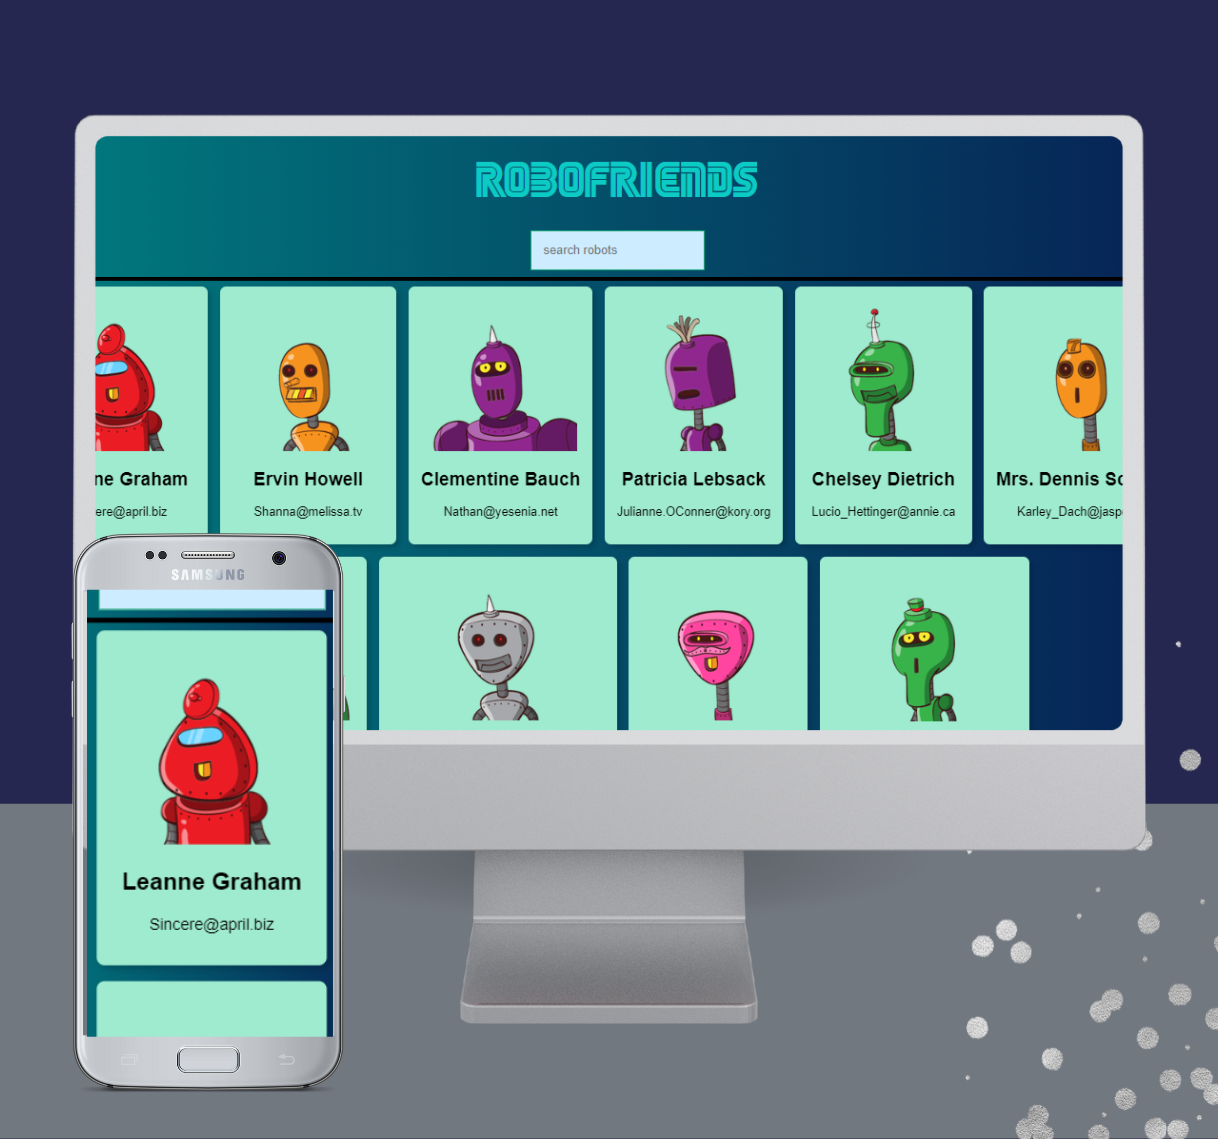 ROBOFRIENDS
search robots
ne Graham
ere@april.biz
Ervin Howell
Shanna@melissa.tv
Clementine Bauch
Nathan@yesenia.net
Patricia Lebsack
Julianne.OConner@kory.org
Chelsey Dietrich
Lucio_Hettinger@annie.ca
Mrs. Dennis Sc
Karley_Dach@jasp
SAMSUNG
Leanne Graham
Sincere@april.biz